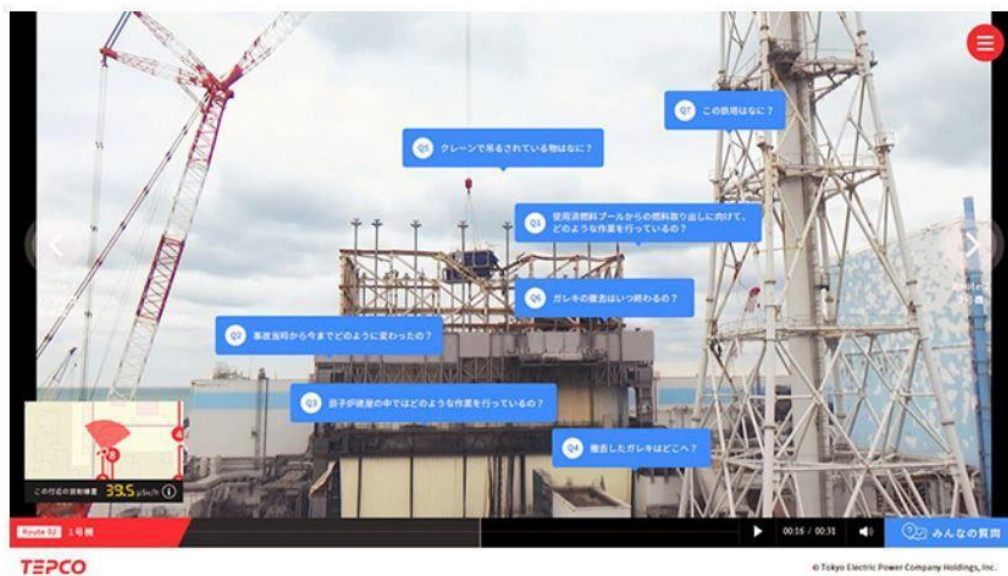 Q7 この鉄塔はなに？
Q5 クレーンで吊るされている物はなに？
Q1 使用済燃料プールからの燃料取り出しに向けて、
どのような作業を行っているの？
Q6 ガレキの撤去はいつ終わるの？
Q2 事故当時から今までどのように変わったの？
Q3 原子炉建屋の中ではどのような作業を行っているの？
Q4 撤去したガレキはどこへ？
4
8
この付近の放射線量 39.5 μSv/h
Route 02 1号機
00:16 / 00:31
みんなの質問
TEPCO
© Tokyo Electric Power Company Holdings, Inc.